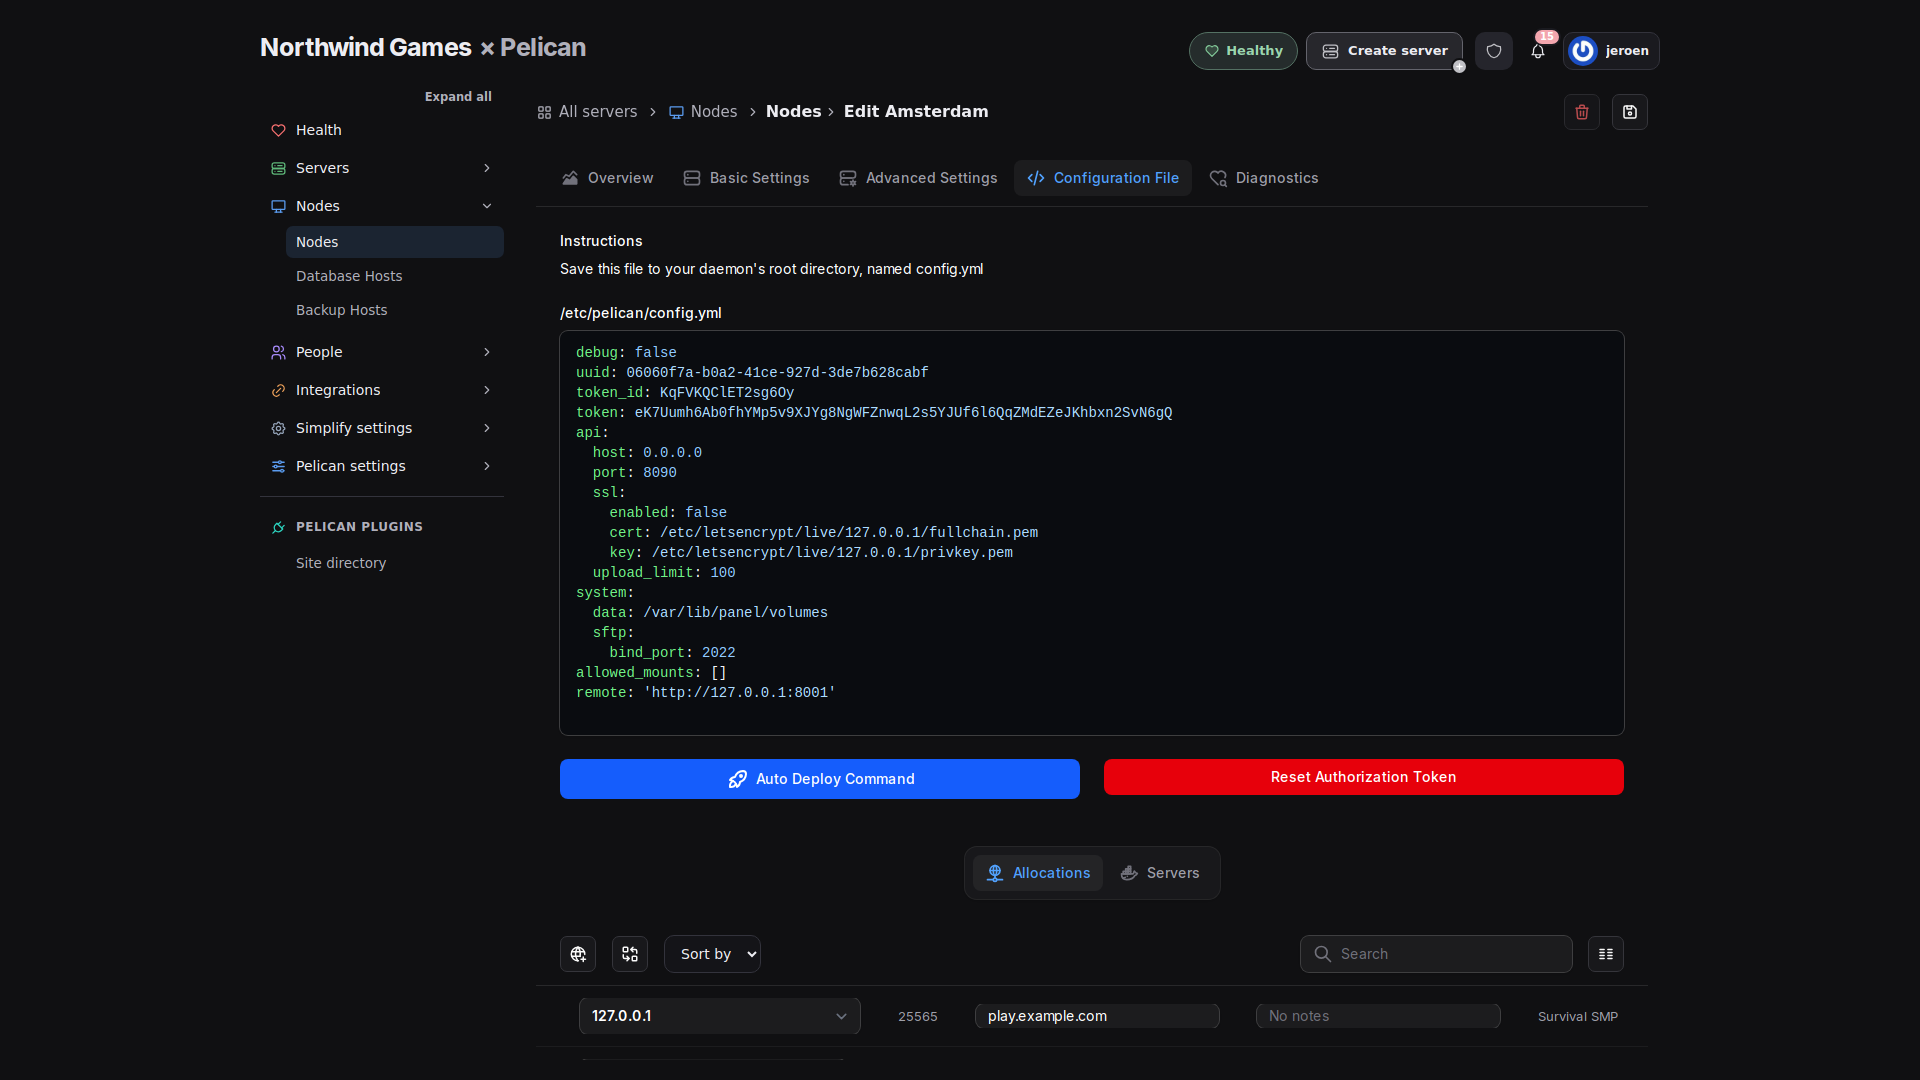 Northwind Games × Pelican
Healthy
Create server
15
jeroen
Expand all
Health
Servers
Nodes
Nodes
Database Hosts
Backup Hosts
People
Integrations
Simplify settings
Pelican settings
PELICAN PLUGINS
Site directory
All servers > Nodes > Nodes > Edit Amsterdam
Overview
Basic Settings
Advanced Settings
Configuration File
Diagnostics
Instructions
Save this file to your daemon's root directory, named config.yml
/etc/pelican/config.yml
debug: false
uuid: 06060f7a-b0a2-41ce-927d-3de7b628cabf
token_id: KqFVKQClET2sg6Oy
token: eK7Uumh6Ab0fhYMp5v9XJYg8NgWFZnwqL2s5YJUf6l6QqZMdEZeJKhbxn2SvN6gQ
api:
  host: 0.0.0.0
  port: 8090
  ssl:
    enabled: false
    cert: /etc/letsencrypt/live/127.0.0.1/fullchain.pem
    key: /etc/letsencrypt/live/127.0.0.1/privkey.pem
  upload_limit: 100
system:
  data: /var/lib/panel/volumes
  sftp:
    bind_port: 2022
allowed_mounts: []
remote: 'http://127.0.0.1:8001'
Auto Deploy Command
Reset Authorization Token
Allocations
Servers
Sort by
Search
127.0.0.1
25565
play.example.com
No notes
Survival SMP